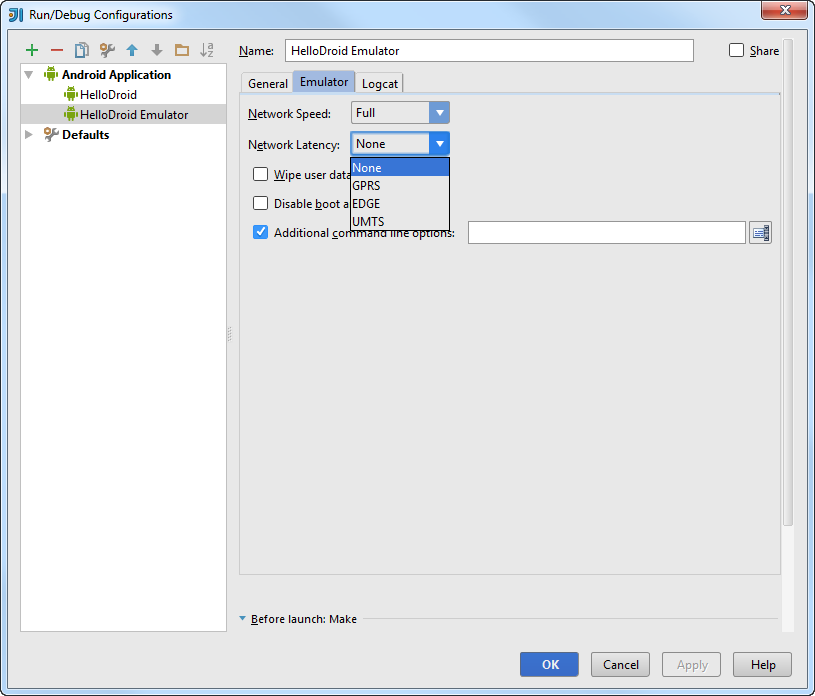 Run/Debug Configurations
Name: HelloDroid Emulator Share
Android Application
HelloDroid
HelloDroid Emulator
Defaults
General Emulator Logcat
Network Speed: Full
Network Latency: None
None
GPRS
EDGE
UMTS
Wipe user data
Disable boot a
Additional command line options:
Before launch: Make
OK Cancel Apply Help